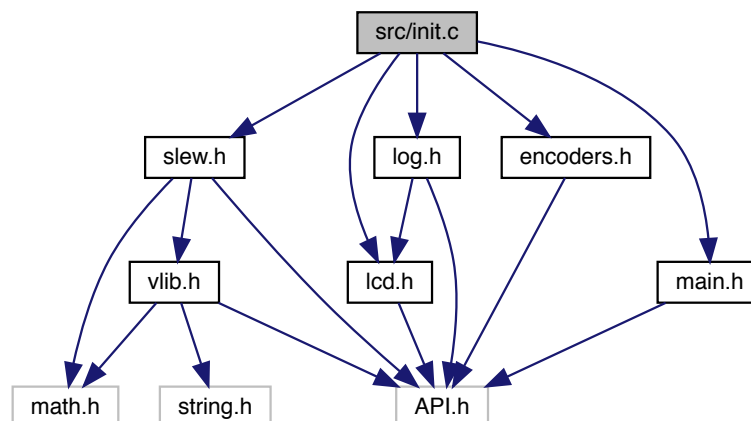 src/init.c
slew.h
log.h
encoders.h
vlib.h
lcd.h
main.h
math.h
string.h
API.h